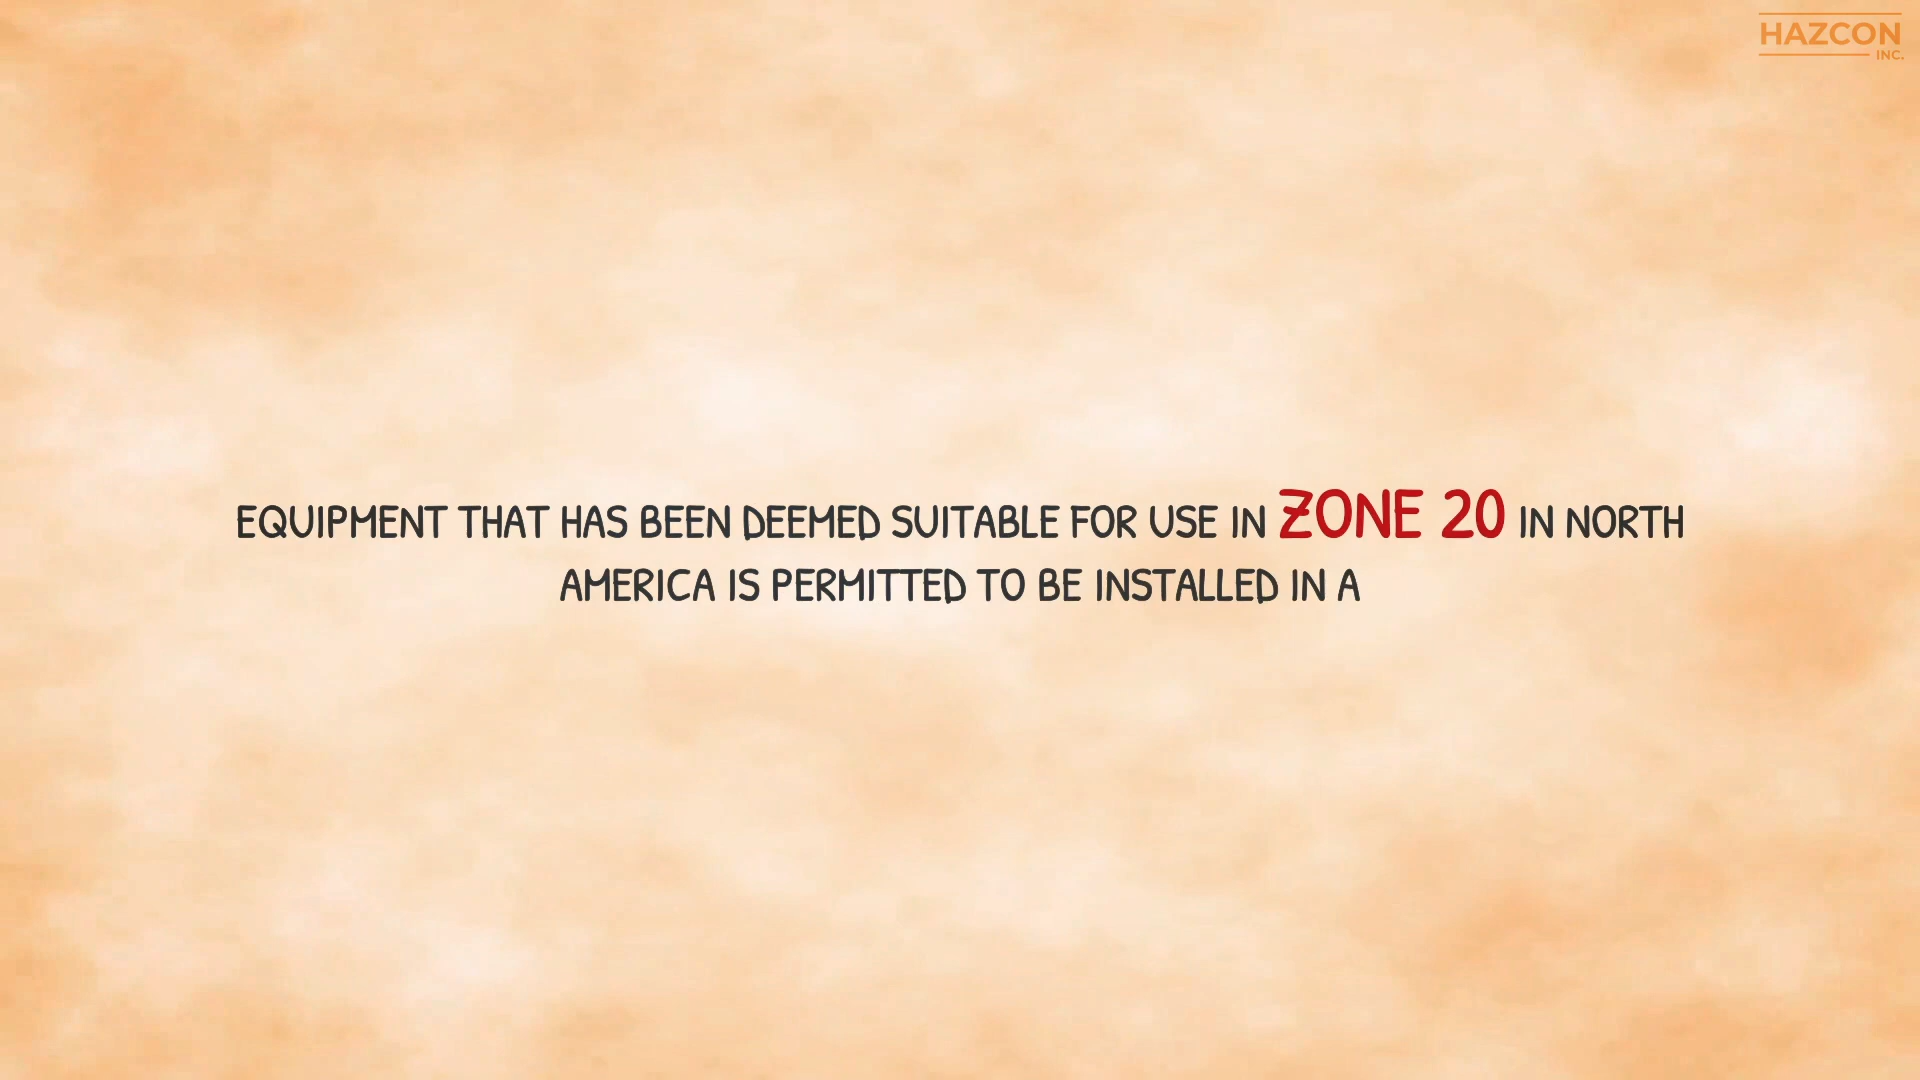 HAZCON
INC.
EQUIPMENT THAT HAS BEEN DEEMED SUITABLE FOR USE IN ZONE 20 IN NORTH
AMERICA IS PERMITTED TO BE INSTALLED IN A